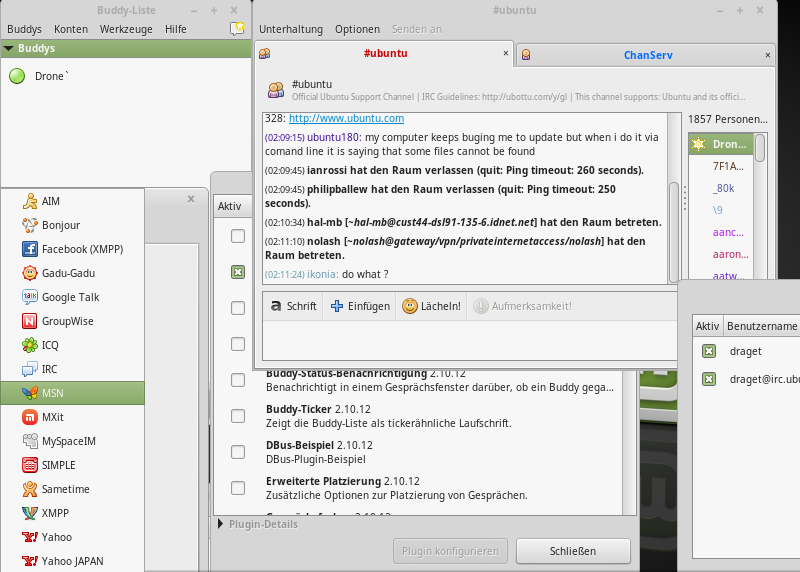 Buddy-Liste
Buddys Konten Werkzeuge Hilfe
Buddys
Drone`
AIM
Bonjour
Facebook (XMPP)
Gadu-Gadu
Google Talk
GroupWise
ICQ
IRC
MSN
MXit
MySpaceIM
SIMPLE
Sametime
XMPP
Yahoo
Yahoo JAPAN
#ubuntu
Unterhaltung Optionen Senden an
#ubuntu
ChanServ
#ubuntu
Official Ubuntu Support Channel | IRC Guidelines: http://ubottu.com/y/gl | This channel supports: Ubuntu and its offici...
328: http://www.ubuntu.com
(02:09:15) ubuntu180: my computer keeps buging me to update but when i do it via
comand line it is saying that some files cannot be found
(02:09:45) ianrossi hat den Raum verlassen (quit: Ping timeout: 260 seconds).
(02:09:45) philipballew hat den Raum verlassen (quit: Ping timeout: 250
seconds).
(02:10:34) hal-mb [~hal-mb@cust44-dsl91-135-6.idnet.net] hat den Raum betreten.
(02:11:10) nolash [~nolash@gateway/vpn/privateinternetaccess/nolash] hat den
Raum betreten.
(02:11:24) ikonia: do what ?
1857 Personen...
Dron...
7F1A...
_80k
\9
aanc...
aaron...
aatw...
Schrift Einfügen Lächeln! Aufmerksamkeit!
Aktiv
Buddy-Status-Benachrichtigung 2.10.12
Benachrichtigt in einem Gesprächsfenster darüber, ob ein Buddy gega...
Buddy-Ticker 2.10.12
Zeigt die Buddy-Liste als tickerähnliche Laufschrift.
DBus-Beispiel 2.10.12
DBus-Plugin-Beispiel
Erweiterte Platzierung 2.10.12
Zusätzliche Optionen zur Platzierung von Gesprächen.
Plugin-Details
Plugin konfigurieren Schließen
Aktiv Benutzername
draget
draget@irc.ubu